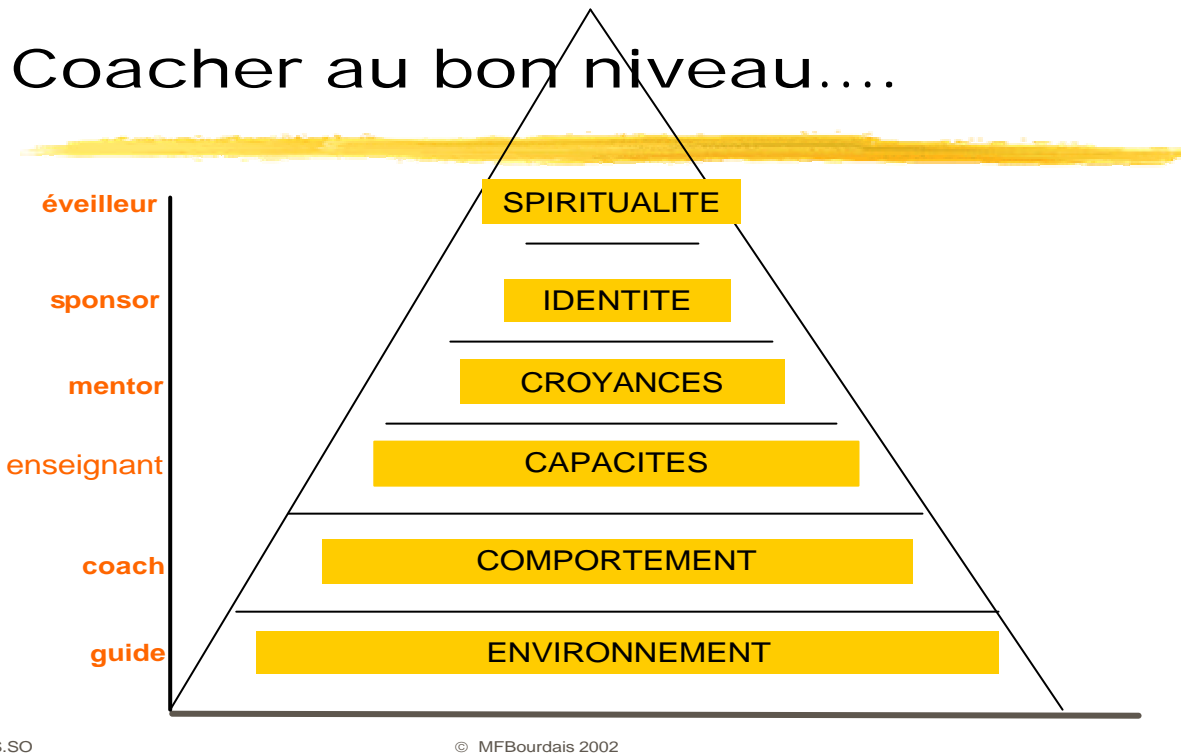 Coacher au bon niveau....
éveilleur SPIRITUALITE
sponsor IDENTITE
mentor CROYANCES
enseignant CAPACITES
coach COMPORTEMENT
guide ENVIRONNEMENT
© MFBourdais 2002